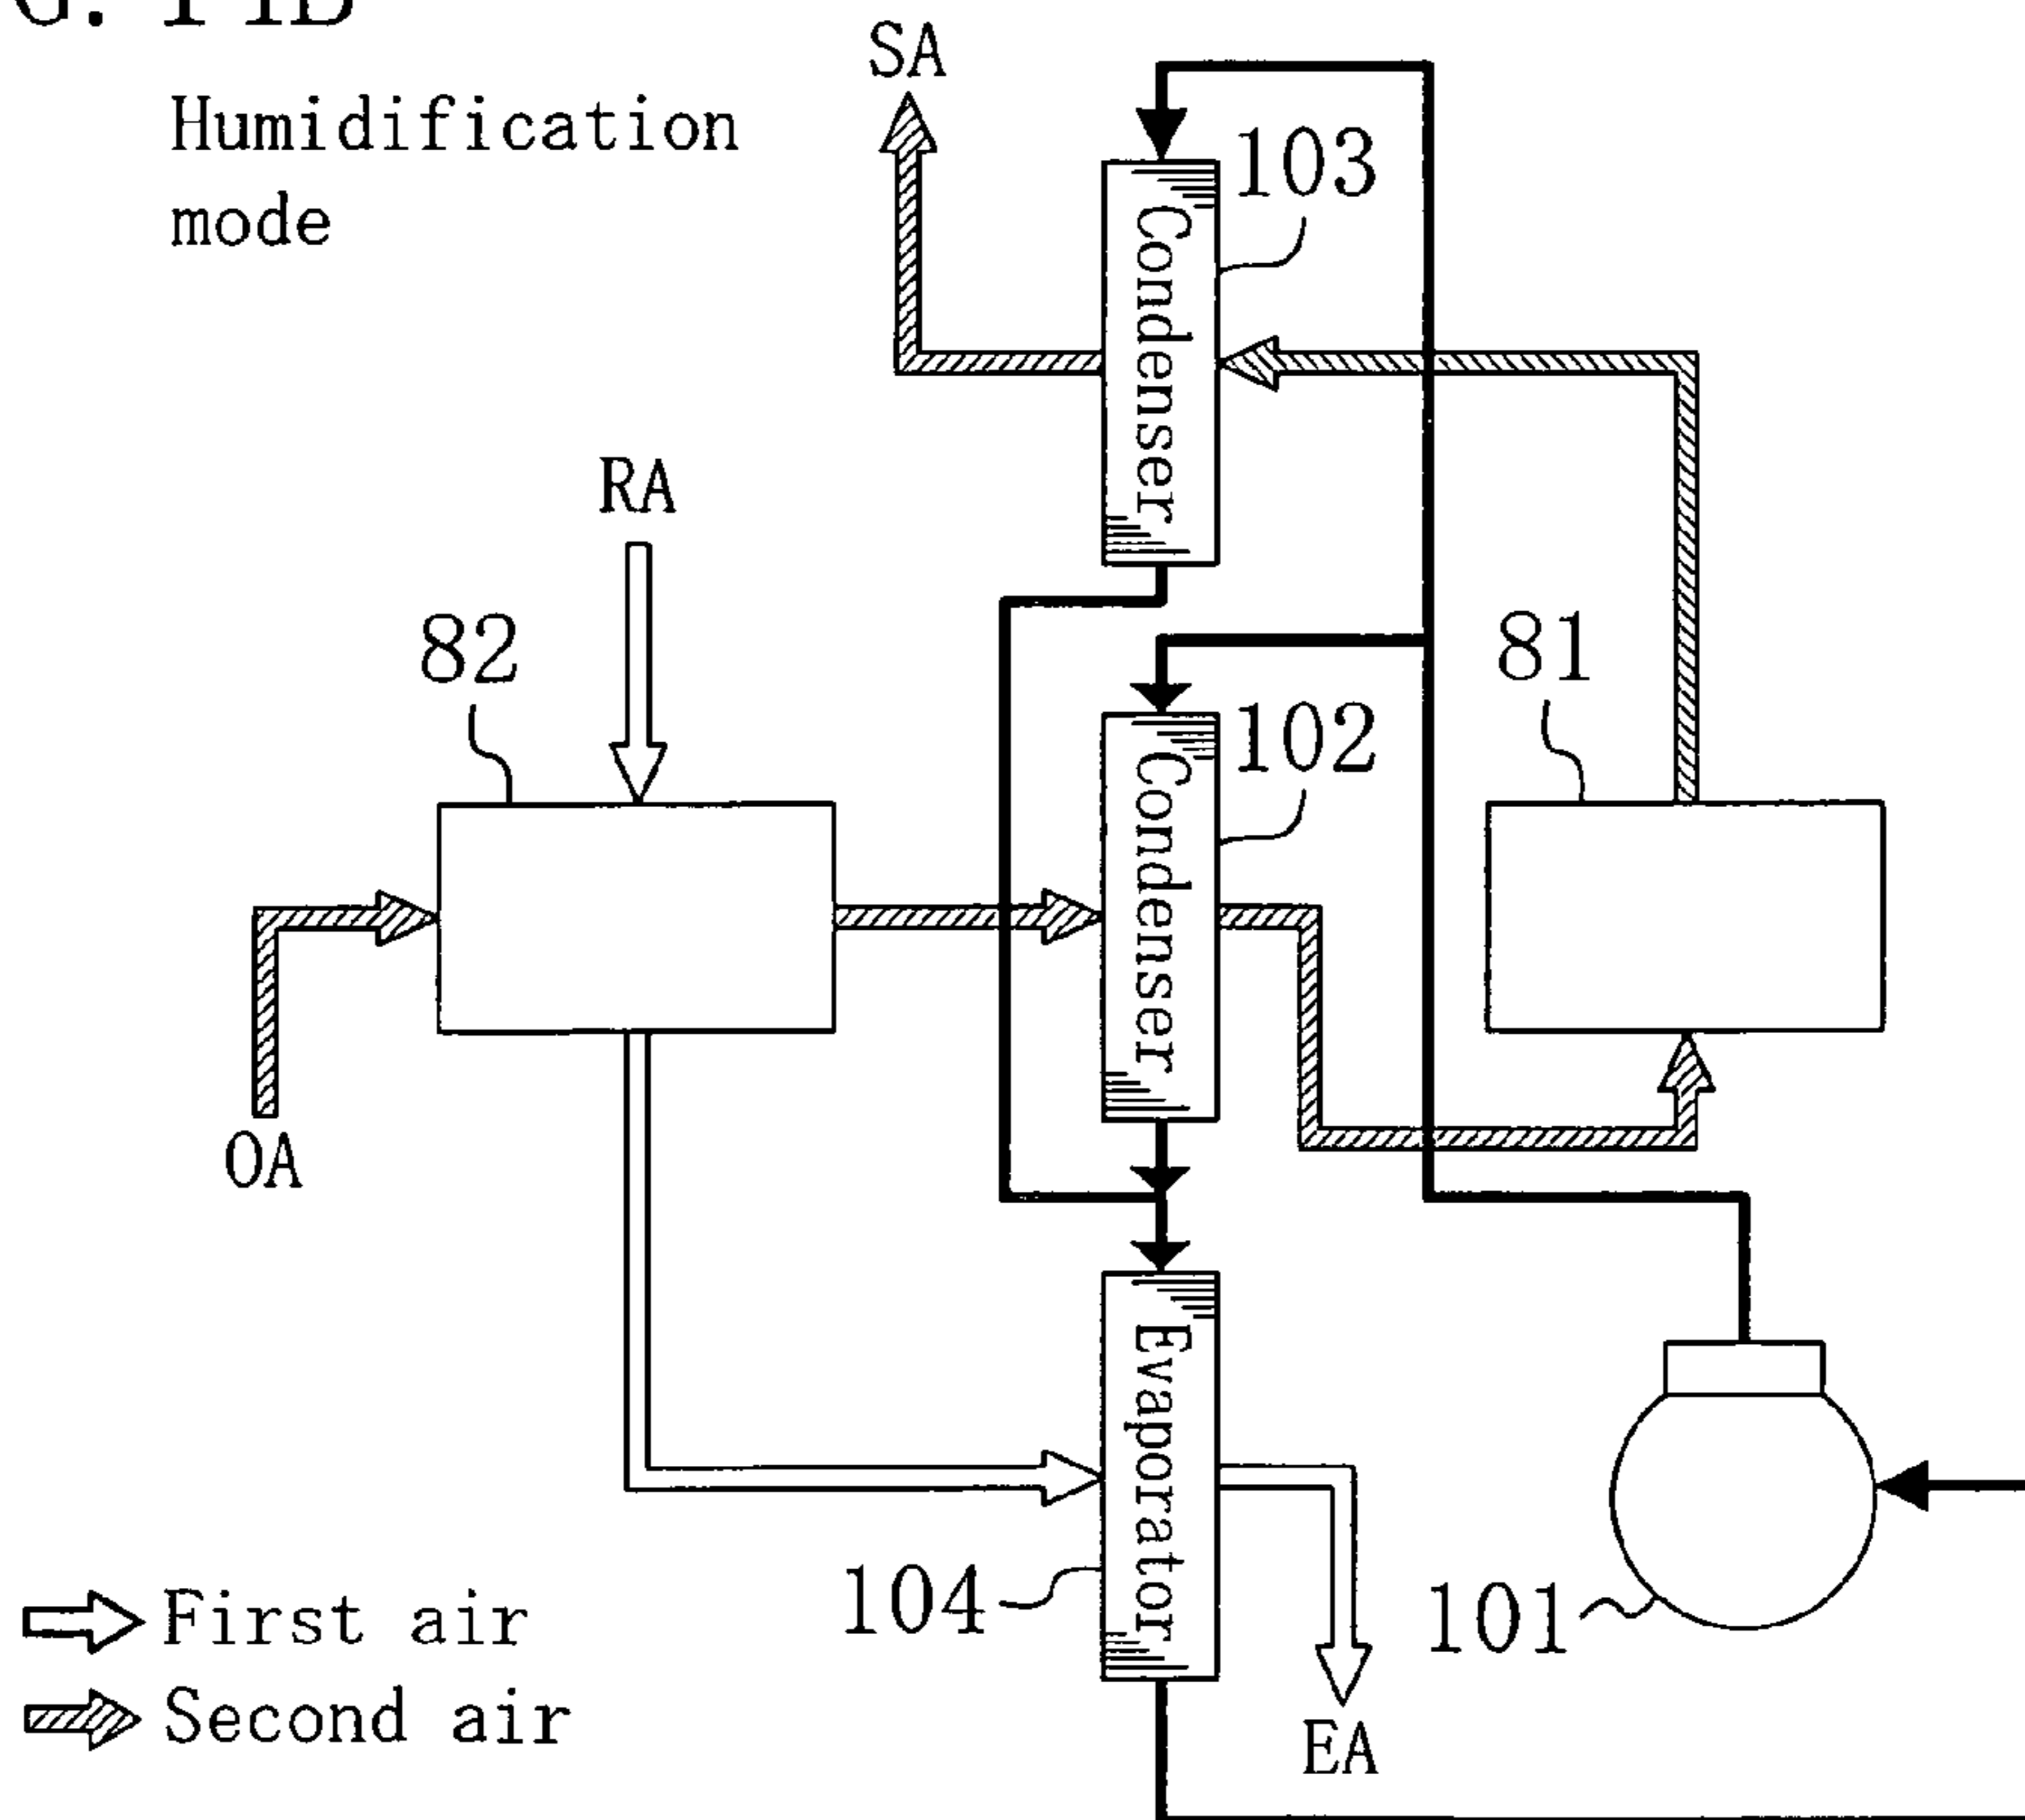 SA
Humidification
mode
103
Condenser
RA
82
81
102
Condenser
OA
Evaporator
104
101
First air
Second air
EA